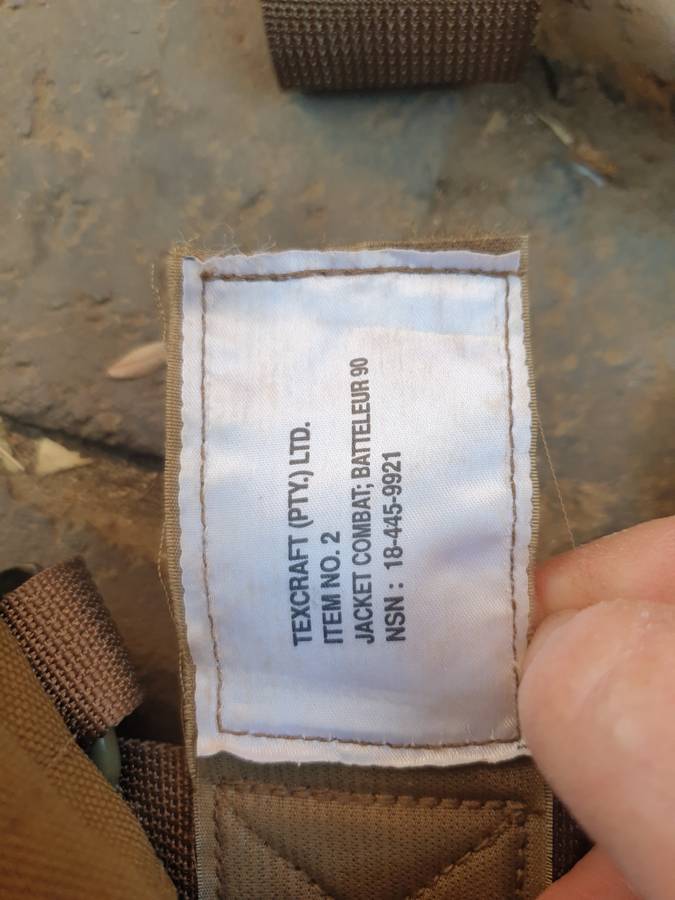 TEXCRAFT (PTY.) LTD.
ITEM NO. 2
JACKET COMBAT; BATTELEUR 90
NSN : 18-445-9921